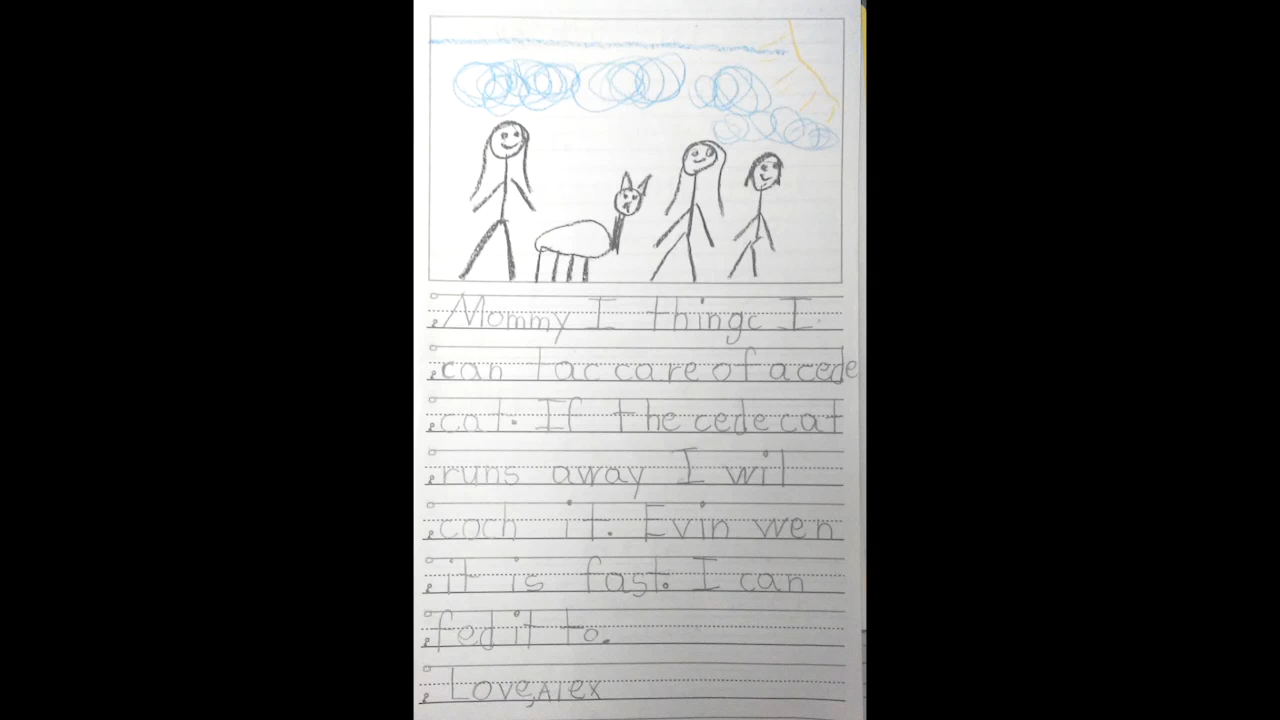 Mommy I thingc I
can tac care of a cede
cat. If the cede cat
runs away I wil
coch it. Evin wen
it is fast. I can
fed it to.
Love, Alex